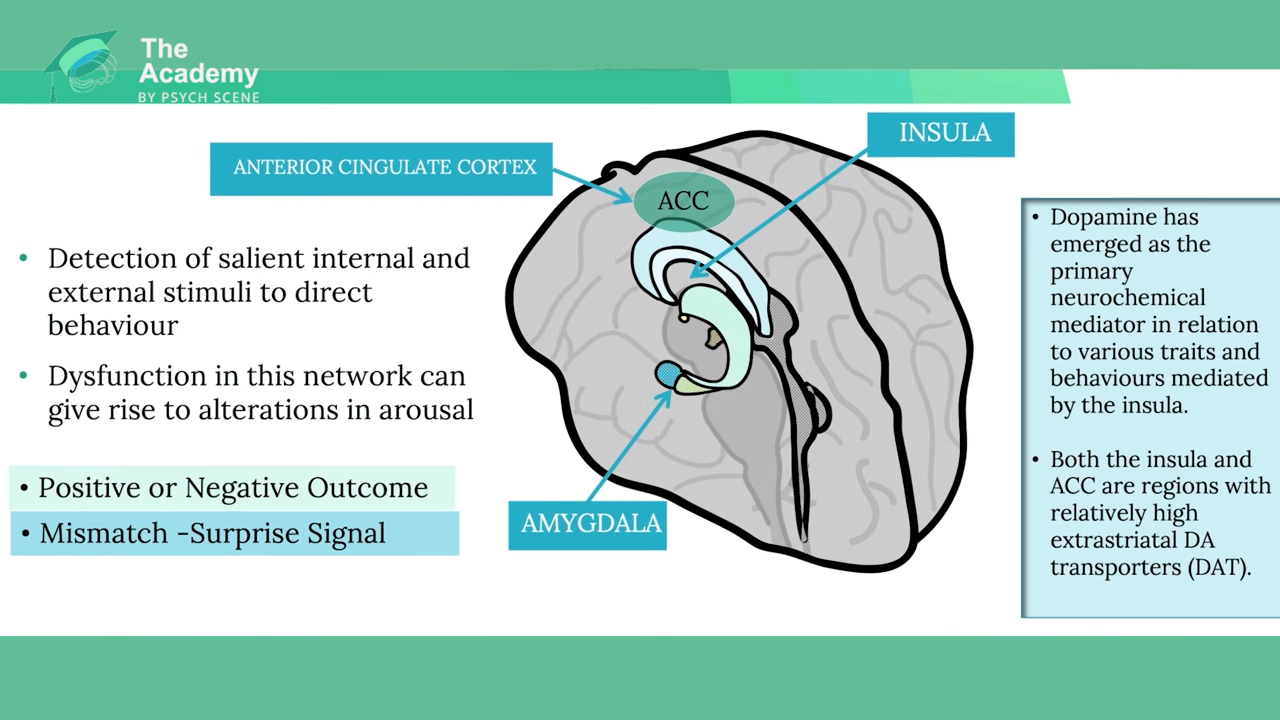 The
Academy
BY PSYCH SCENE
INSULA
ANTERIOR CINGULATE CORTEX
ACC
• Detection of salient internal and
external stimuli to direct
behaviour
• Dysfunction in this network can
give rise to alterations in arousal
• Positive or Negative Outcome
• Mismatch -Surprise Signal
AMYGDALA
• Dopamine has
emerged as the
primary
neurochemical
mediator in relation
to various traits and
behaviours mediated
by the insula.
• Both the insula and
ACC are regions with
relatively high
extrastriatal DA
transporters (DAT).